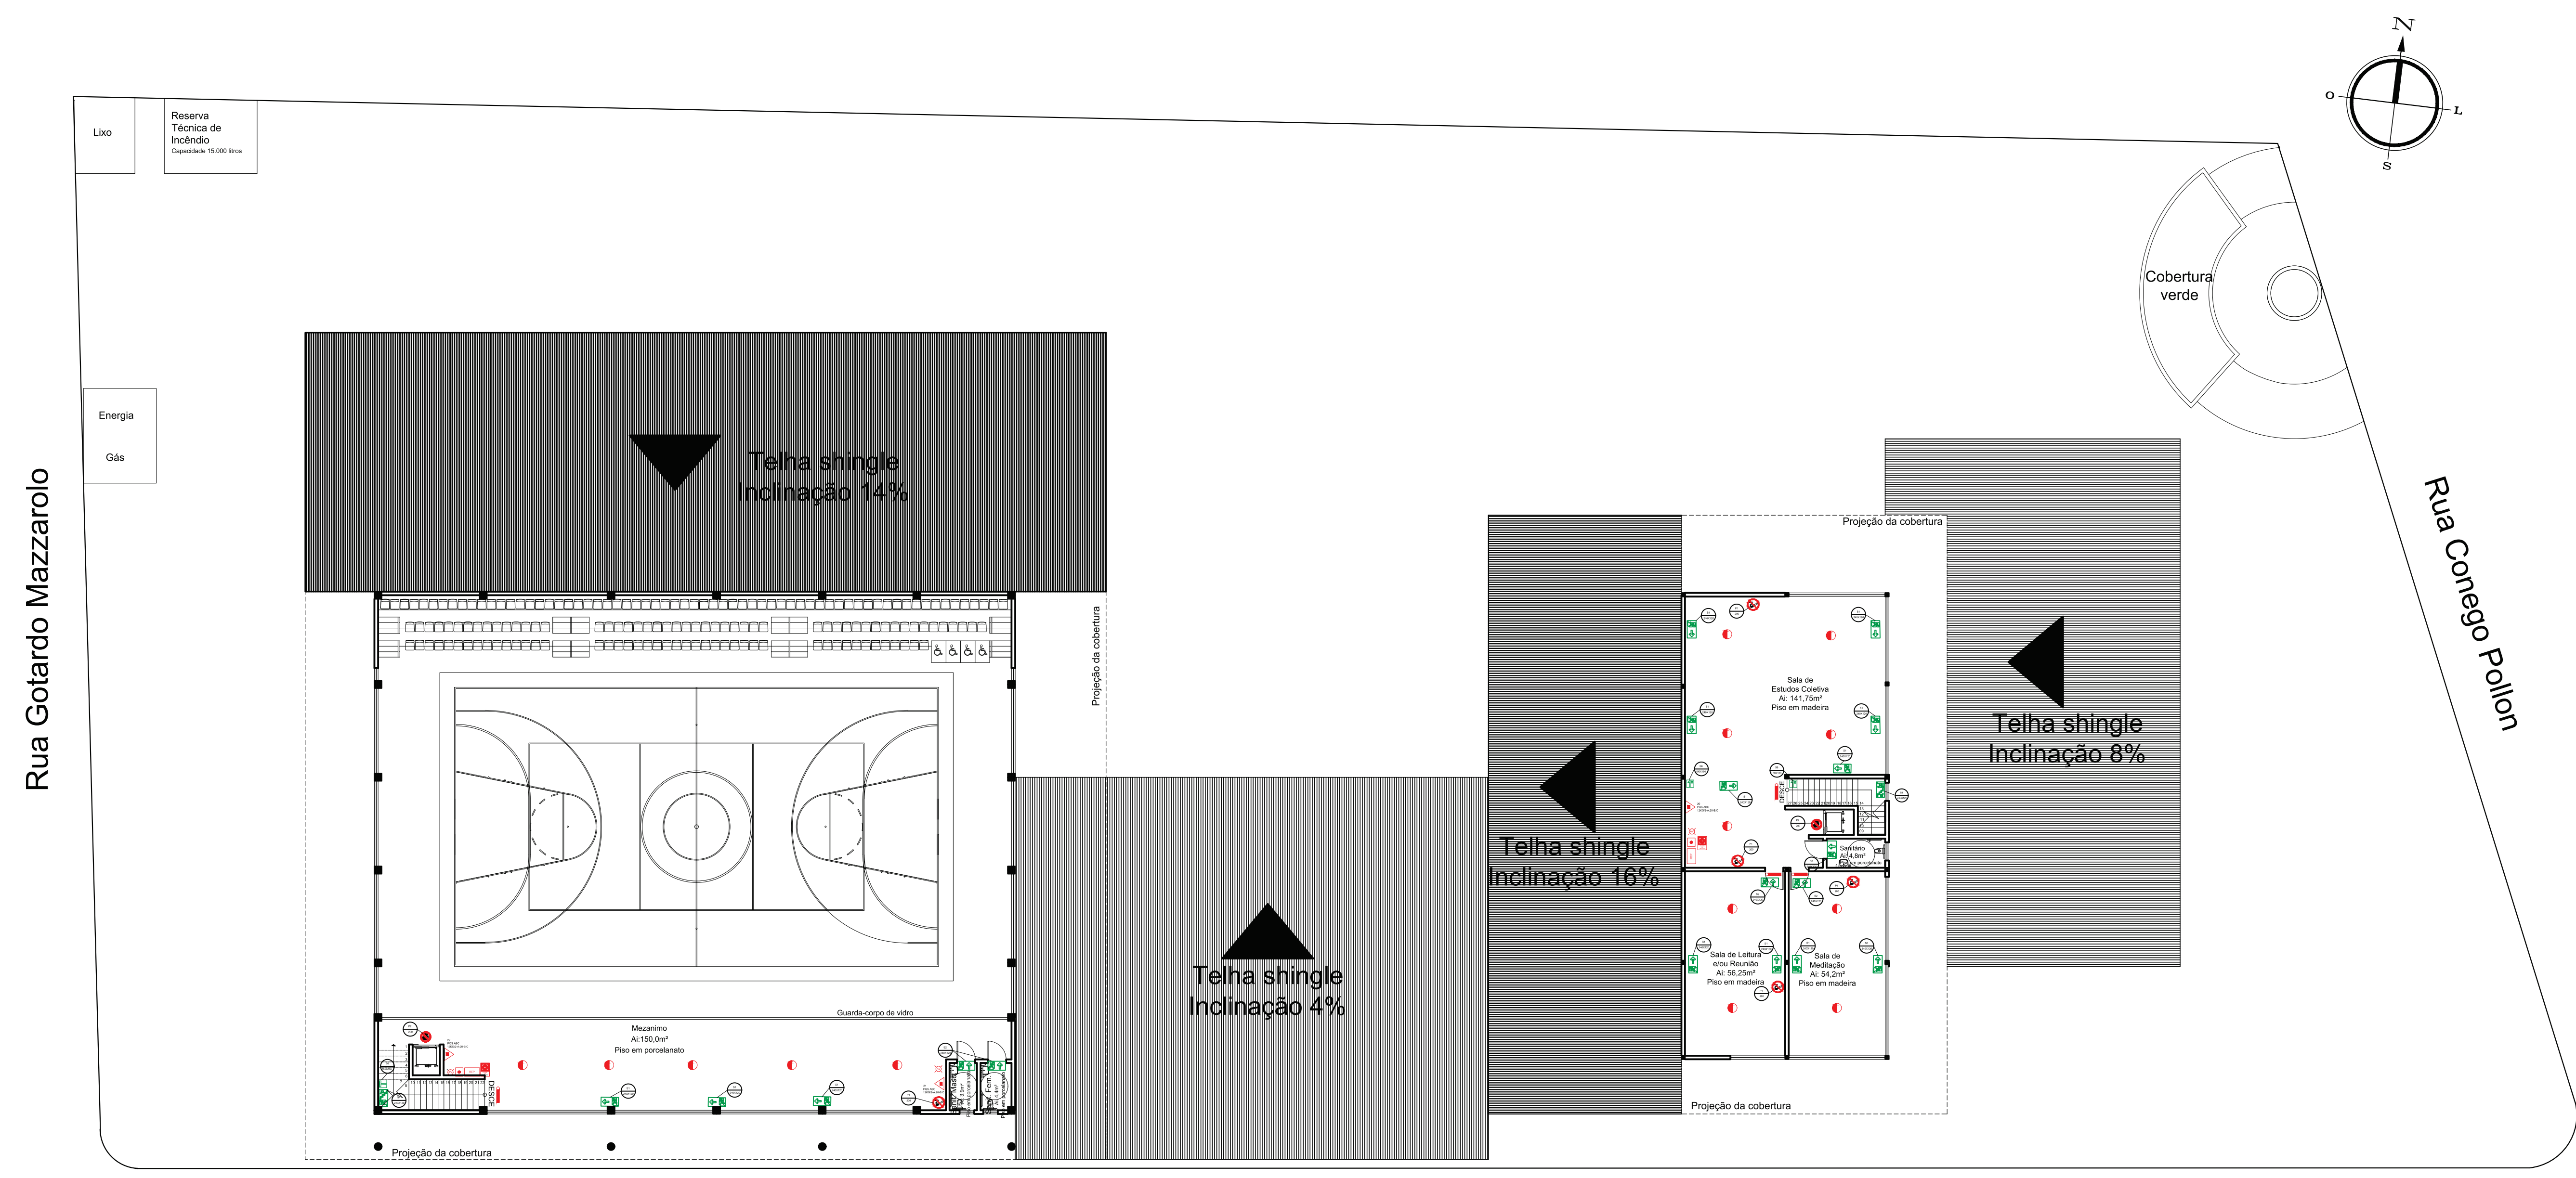 N
O
L
S
Lixo
Reserva
Técnica de
Incêndio
Capacidade 15.000 litros
Energia
Gás
Rua Gotardo Mazzarolo
Rua Conego Pollon
Cobertura
verde
Telha shingle
Inclinação 14%
Projeção da cobertura
Telha shingle
Inclinação 4%
Telha shingle
Inclinação 16%
Telha shingle
Inclinação 8%
Projeção da cobertura
Sala de
Estudos Coletiva
Ai: 141,75m²
Piso em madeira
DESCE
Sanitário
Ai: 4,8m²
em porcelanato
Sala de Leitura
e/ou Reunião
Ai: 56,25m²
Piso em madeira
Sala de
Meditação
Ai: 54,2m²
Piso em madeira
Projeção da cobertura
Guarda-corpo de vidro
Mezanimo
Ai:150,0m²
Piso em porcelanato
DESCE
Projeção da cobertura